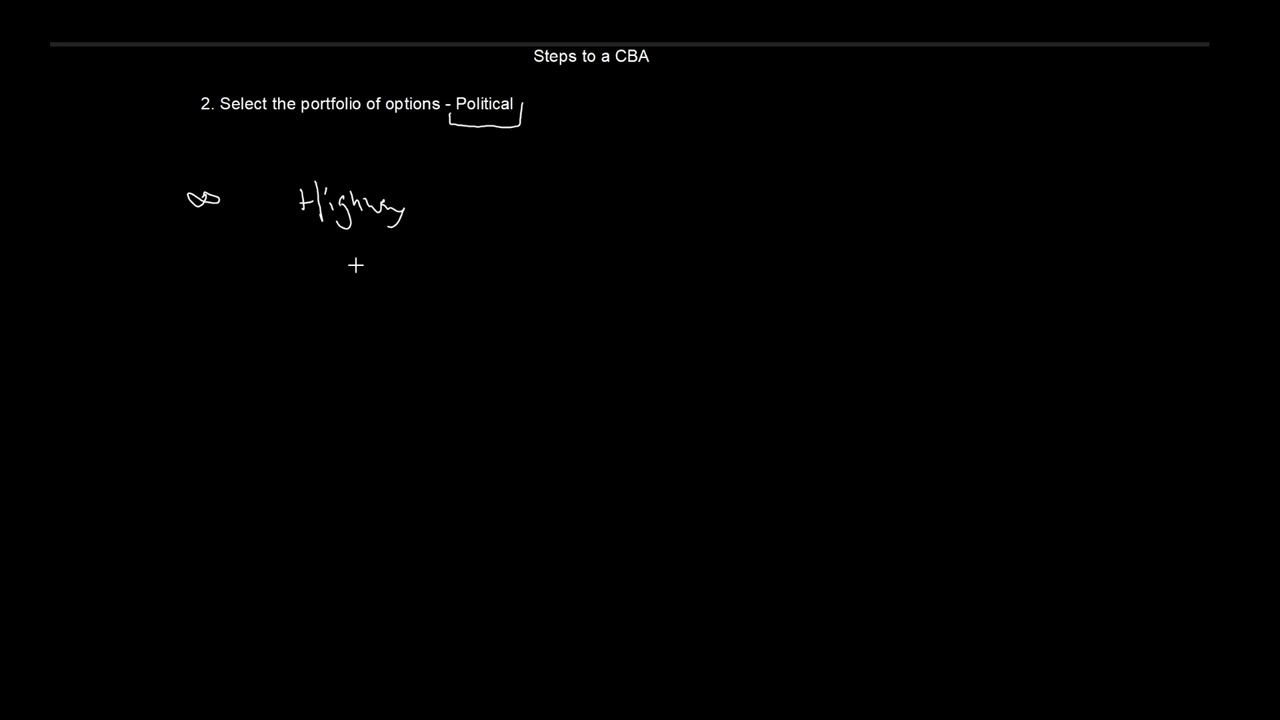 Steps to a CBA
2. Select the portfolio of options - Political
∞ Highway